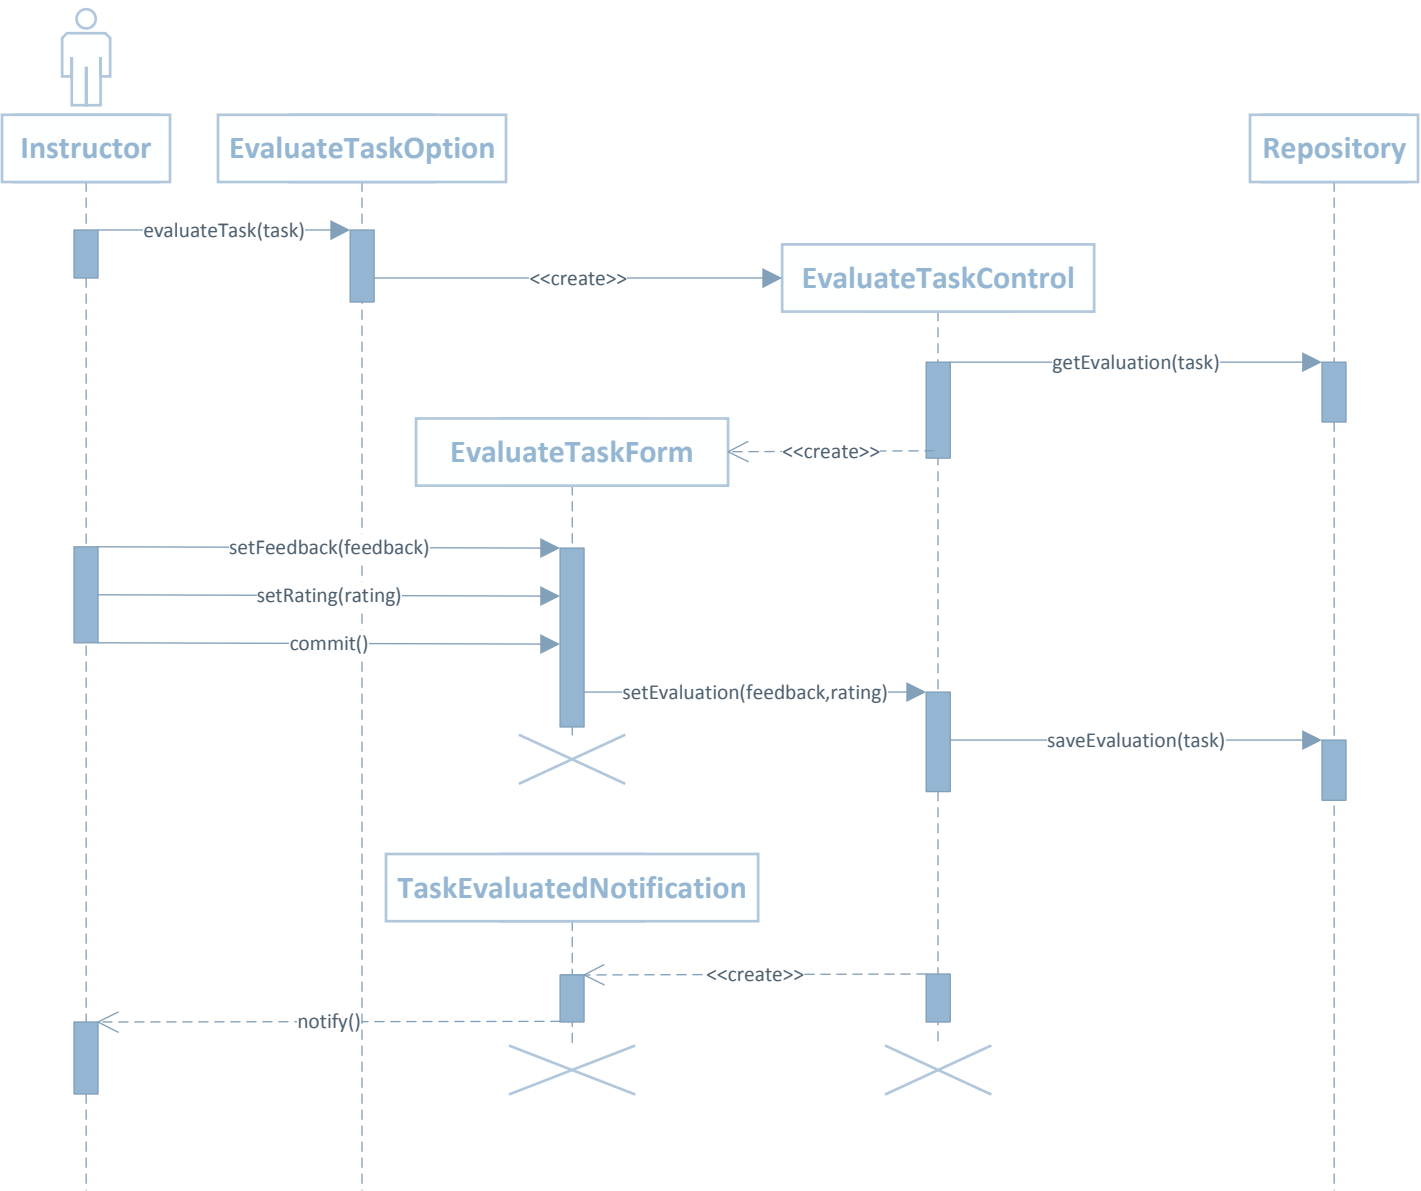 Instructor
EvaluateTaskOption
Repository
evaluateTask(task)
<<create>>
EvaluateTaskControl
getEvaluation(task)
EvaluateTaskForm
<<create>>
setFeedback(feedback)
setRating(rating)
commit()
setEvaluation(feedback,rating)
saveEvaluation(task)
TaskEvaluatedNotification
<<create>>
notify()